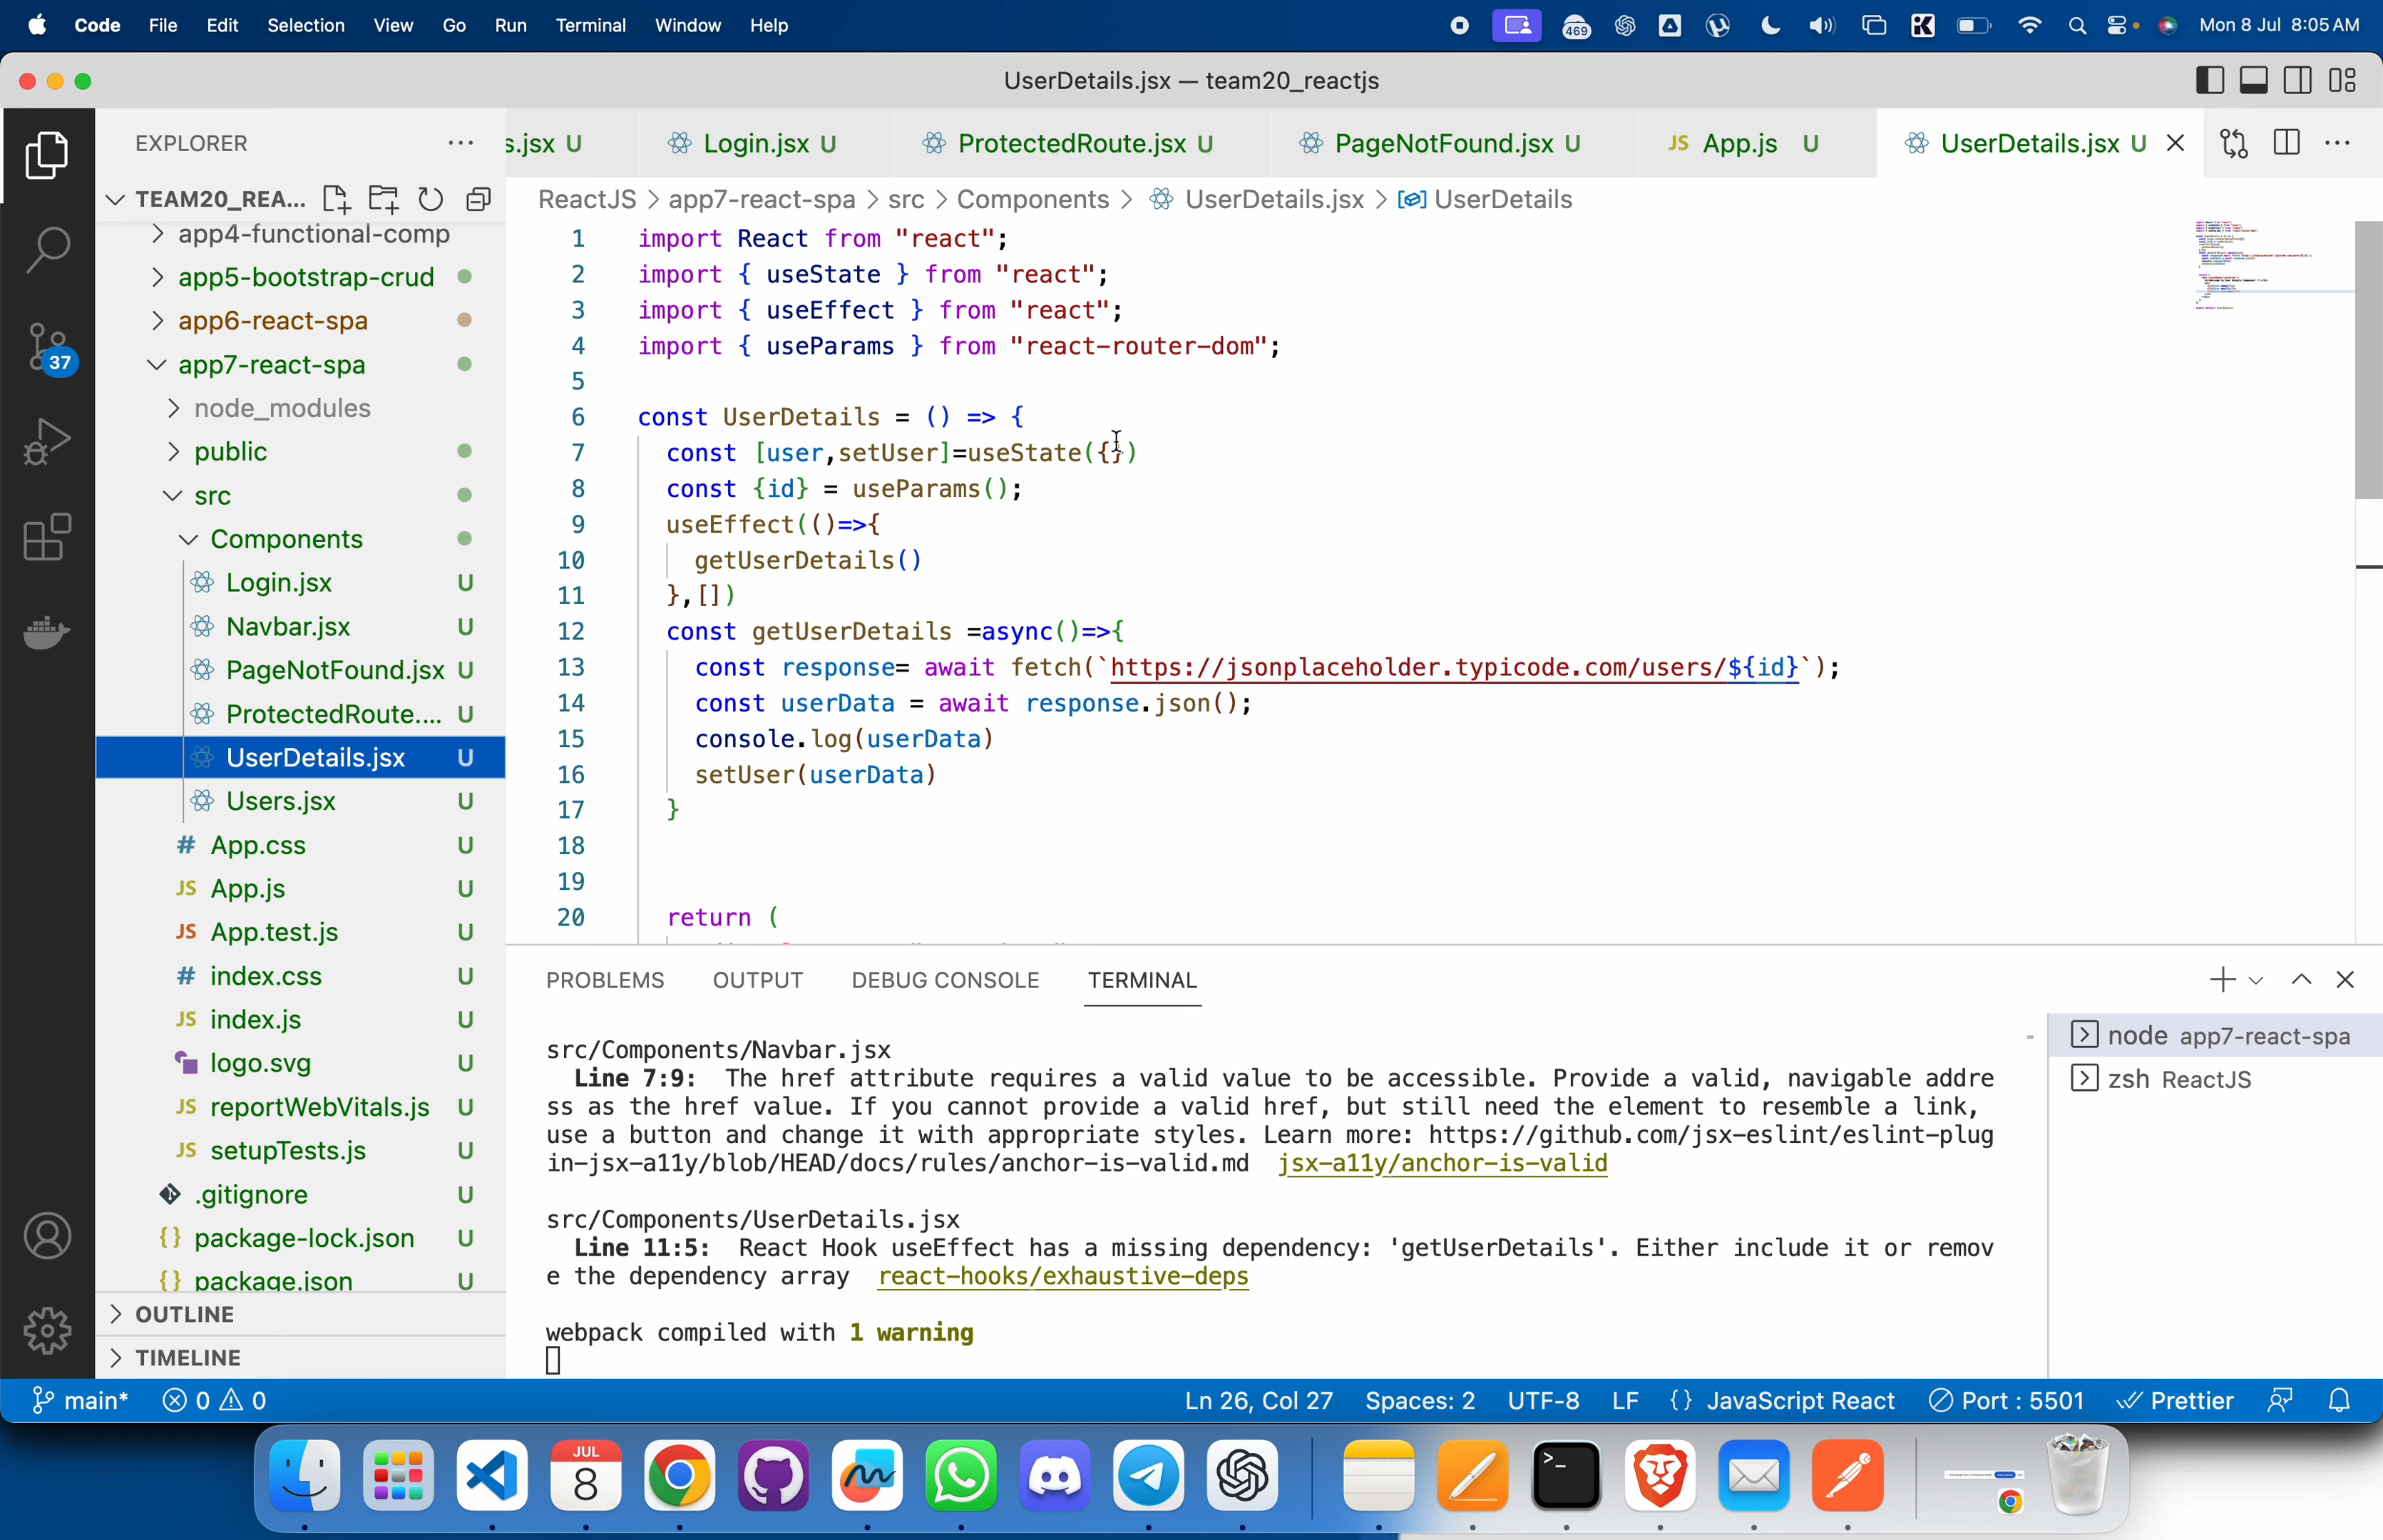 Code File Edit Selection View Go Run Terminal Window Help 469 Mon 8 Jul 8:05 AM
UserDetails.jsx — team20_reactjs
EXPLORER
s.jsx U Login.jsx U ProtectedRoute.jsx U PageNotFound.jsx U JS App.js U UserDetails.jsx U
TEAM20_REA...
ReactJS > app7-react-spa > src > Components > UserDetails.jsx > UserDetails
app4-functional-comp
app5-bootstrap-crud
app6-react-spa
app7-react-spa
node_modules
public
src
Components
Login.jsx U
Navbar.jsx U
PageNotFound.jsx U
ProtectedRoute.... U
UserDetails.jsx U
Users.jsx U
# App.css U
JS App.js U
JS App.test.js U
# index.css U
JS index.js U
logo.svg U
JS reportWebVitals.js U
JS setupTests.js U
.gitignore U
{} package-lock.json U
{} package.json U
OUTLINE
TIMELINE
37
1 import React from "react";
2 import { useState } from "react";
3 import { useEffect } from "react";
4 import { useParams } from "react-router-dom";
5
6 const UserDetails = () => {
7 const [user,setUser]=useState({})
8 const {id} = useParams();
9 useEffect(()=>{
10 getUserDetails()
11 },[])
12 const getUserDetails =async()=>{
13 const response= await fetch(`https://jsonplaceholder.typicode.com/users/${id}`);
14 const userData = await response.json();
15 console.log(userData)
16 setUser(userData)
17 }
18
19
20 return (
PROBLEMS OUTPUT DEBUG CONSOLE TERMINAL
src/Components/Navbar.jsx
Line 7:9: The href attribute requires a valid value to be accessible. Provide a valid, navigable addre
ss as the href value. If you cannot provide a valid href, but still need the element to resemble a link,
use a button and change it with appropriate styles. Learn more: https://github.com/jsx-eslint/eslint-plug
in-jsx-a11y/blob/HEAD/docs/rules/anchor-is-valid.md jsx-a11y/anchor-is-valid
src/Components/UserDetails.jsx
Line 11:5: React Hook useEffect has a missing dependency: 'getUserDetails'. Either include it or remov
e the dependency array react-hooks/exhaustive-deps
webpack compiled with 1 warning
node app7-react-spa
zsh ReactJS
main* 0 0 Ln 26, Col 27 Spaces: 2 UTF-8 LF {} JavaScript React Port : 5501 Prettier
JUL
8